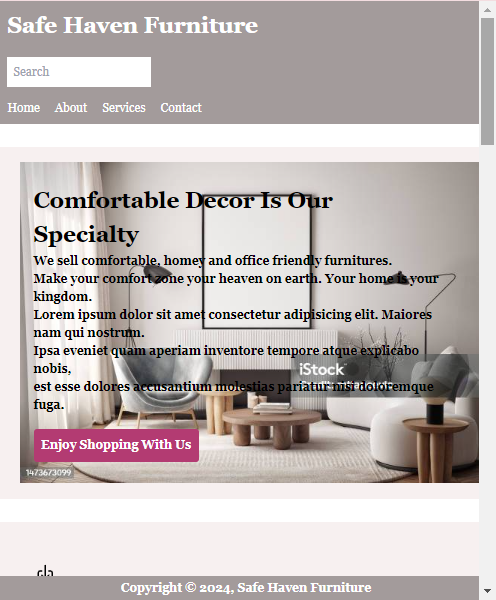 Safe Haven Furniture
Search
Home About Services Contact
Comfortable Decor Is Our
Specialty
We sell comfortable, homey and office friendly furnitures.
Make your comfort zone your heaven on earth. Your home is your
kingdom.
Lorem ipsum dolor sit amet consectetur adipisicing elit. Maiores
nam qui nostrum.
Ipsa eveniet quam aperiam inventore tempore atque explicabo
nobis,
est esse dolores accusantium molestias pariatur nisi doloremque
fuga.
iStock
Enjoy Shopping With Us
1473673099
Copyright © 2024, Safe Haven Furniture